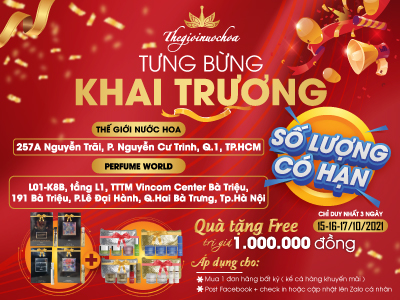 Thegioinuochoa
TƯNG BỪNG
KHAI TRƯƠNG
THẾ GIỚI NƯỚC HOA
257A Nguyễn Trãi, P. Nguyễn Cư Trinh, Q.1, TP.HCM
PERFUME WORLD
L01-K8B, tầng L1, TTTM Vincom Center Bà Triệu,
191 Bà Triệu, P.Lê Đại Hành, Q.Hai Bà Trưng, Tp.Hà Nội
SỐ LƯỢNG
CÓ HẠN
CHỈ DUY NHẤT 3 NGÀY
15-16-17/10/2021
Quà tặng Free
trị giá 1.000.000 đồng
Áp dụng cho:
Mua 1 đơn hàng bất kỳ ( kể cả hàng khuyến mãi )
Post Facebook + check in hoặc cập nhật lên Zalo cá nhân